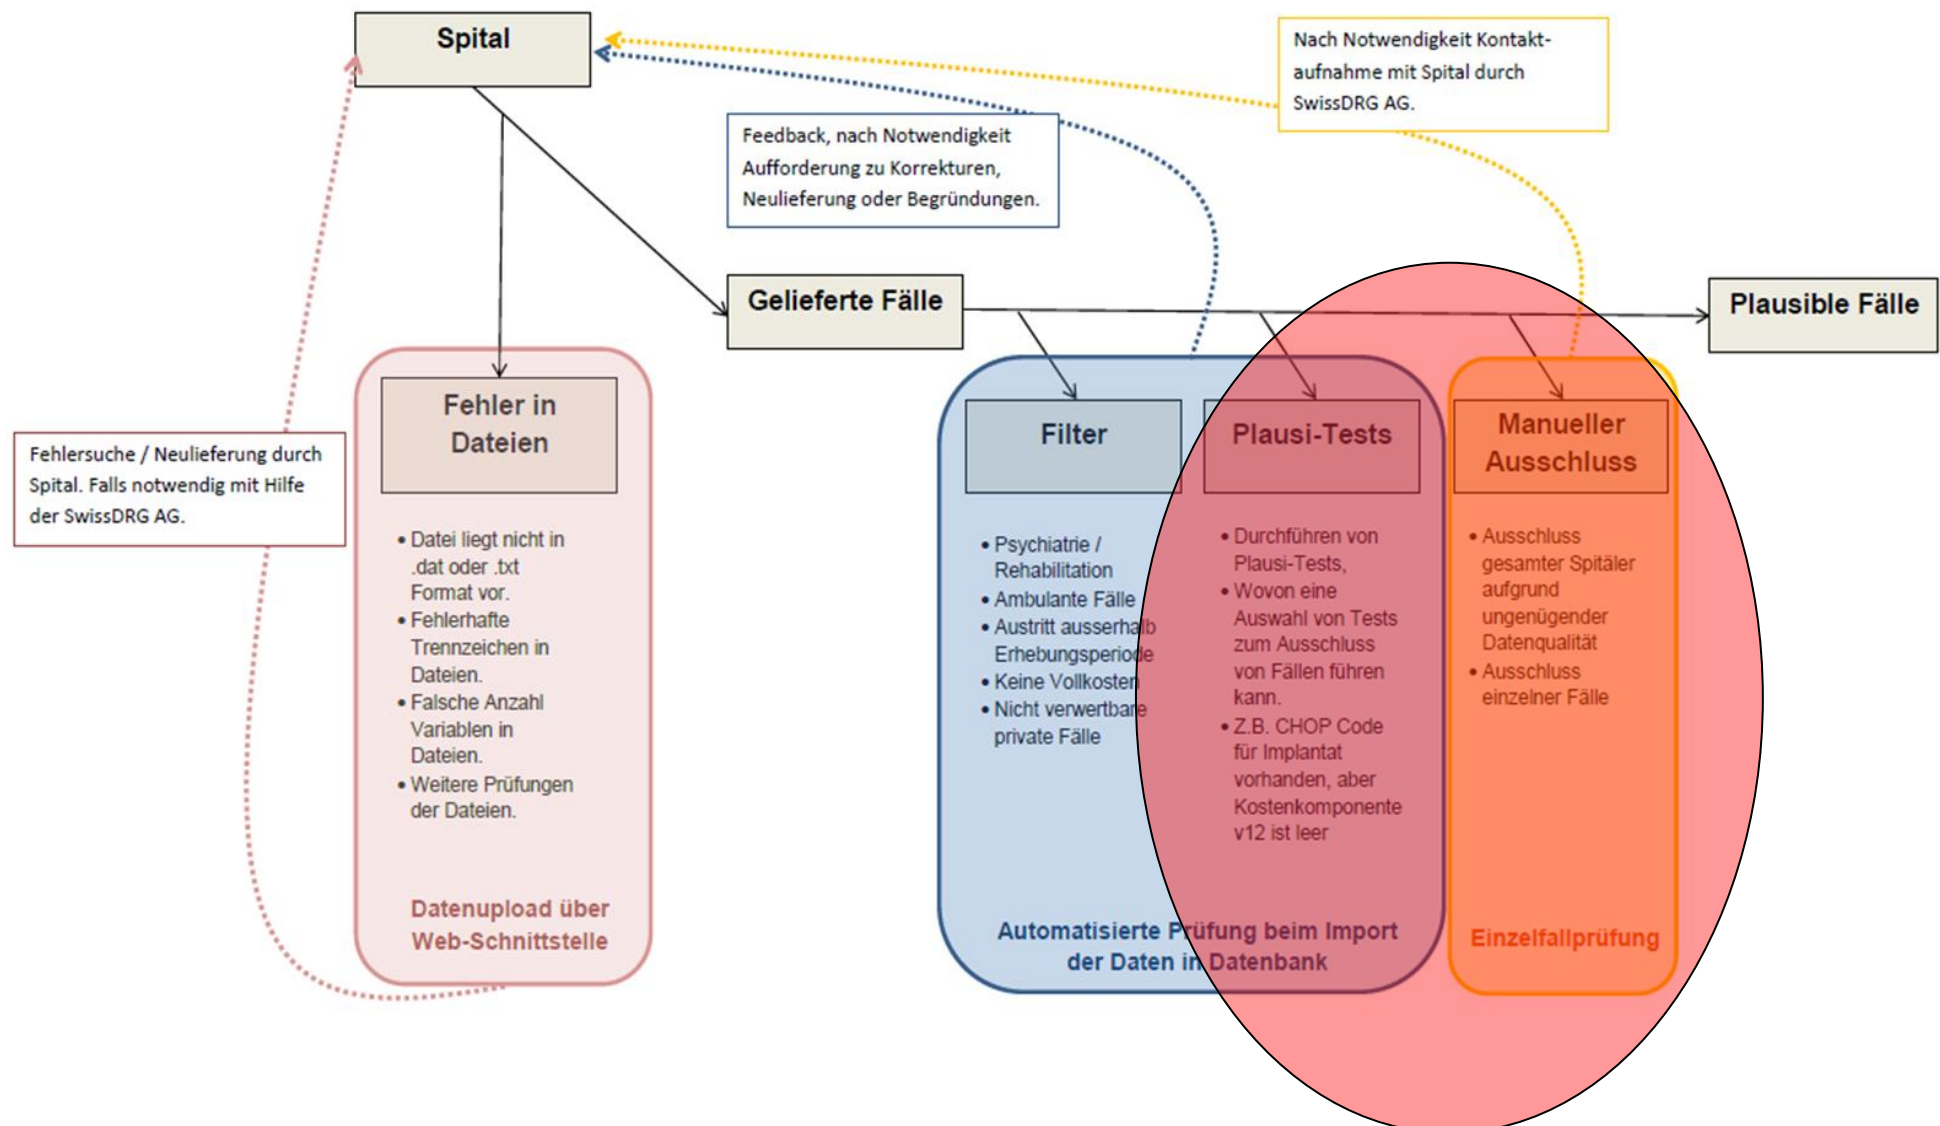 Spital
Nach Notwendigkeit Kontakt-
aufnahme mit Spital durch
SwissDRG AG.
Feedback, nach Notwendigkeit
Aufforderung zu Korrekturen,
Neulieferung oder Begründungen.
Gelieferte Fälle
Plausible Fälle
Fehlersuche / Neulieferung durch
Spital. Falls notwendig mit Hilfe
der SwissDRG AG.
Fehler in
Dateien
• Datei liegt nicht in
.dat oder .txt
Format vor.
• Fehlerhafte
Trennzeichen in
Dateien.
• Falsche Anzahl
Variablen in
Dateien.
• Weitere Prüfungen
der Dateien.
Datenupload über
Web-Schnittstelle
Filter
• Psychiatrie /
Rehabilitation
• Ambulante Fälle
• Austritt ausserhalb
Erhebungsperiode
• Keine Vollkosten
• Nicht verwertbare
private Fälle
Plausi-Tests
• Durchführen von
Plausi-Tests,
• Wovon eine
Auswahl von Tests
zum Ausschluss
von Fällen führen
kann.
• Z.B. CHOP Code
für Implantat
vorhanden, aber
Kostenkomponente
v12 ist leer
Automatisierte Prüfung beim Import
der Daten in Datenbank
Manueller
Ausschluss
• Ausschluss
gesamter Spitäler
aufgrund
ungenügender
Datenqualität
• Ausschluss
einzelner Fälle
Einzelfallprüfung